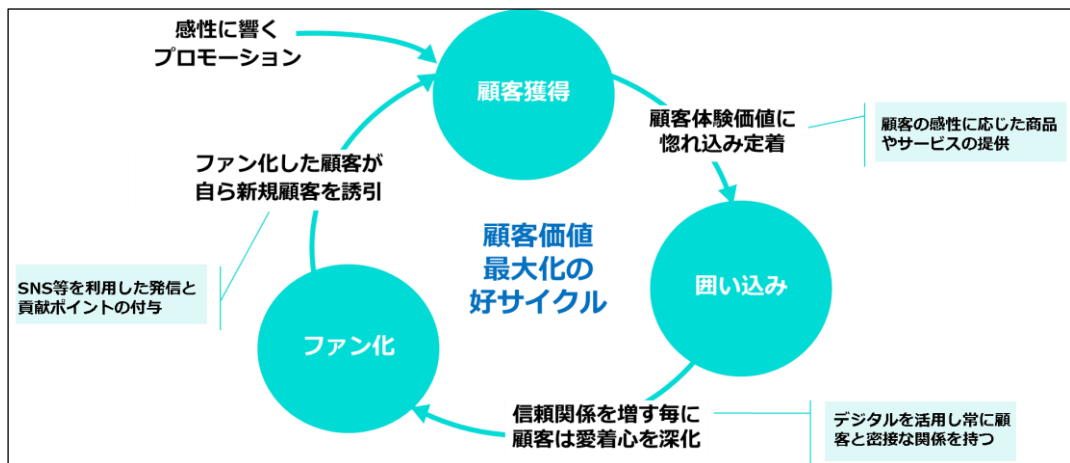 感性に響く
プロモーション
顧客獲得
顧客体験価値に
惚れ込み定着
顧客の感性に応じた商品
やサービスの提供
ファン化した顧客が
自ら新規顧客を誘引
顧客価値
最大化の
好サイクル
囲い込み
SNS等を利用した発信と
貢献ポイントの付与
ファン化
信頼関係を増す毎に
顧客は愛着心を深化
デジタルを活用し常に顧
客と密接な関係を持つ